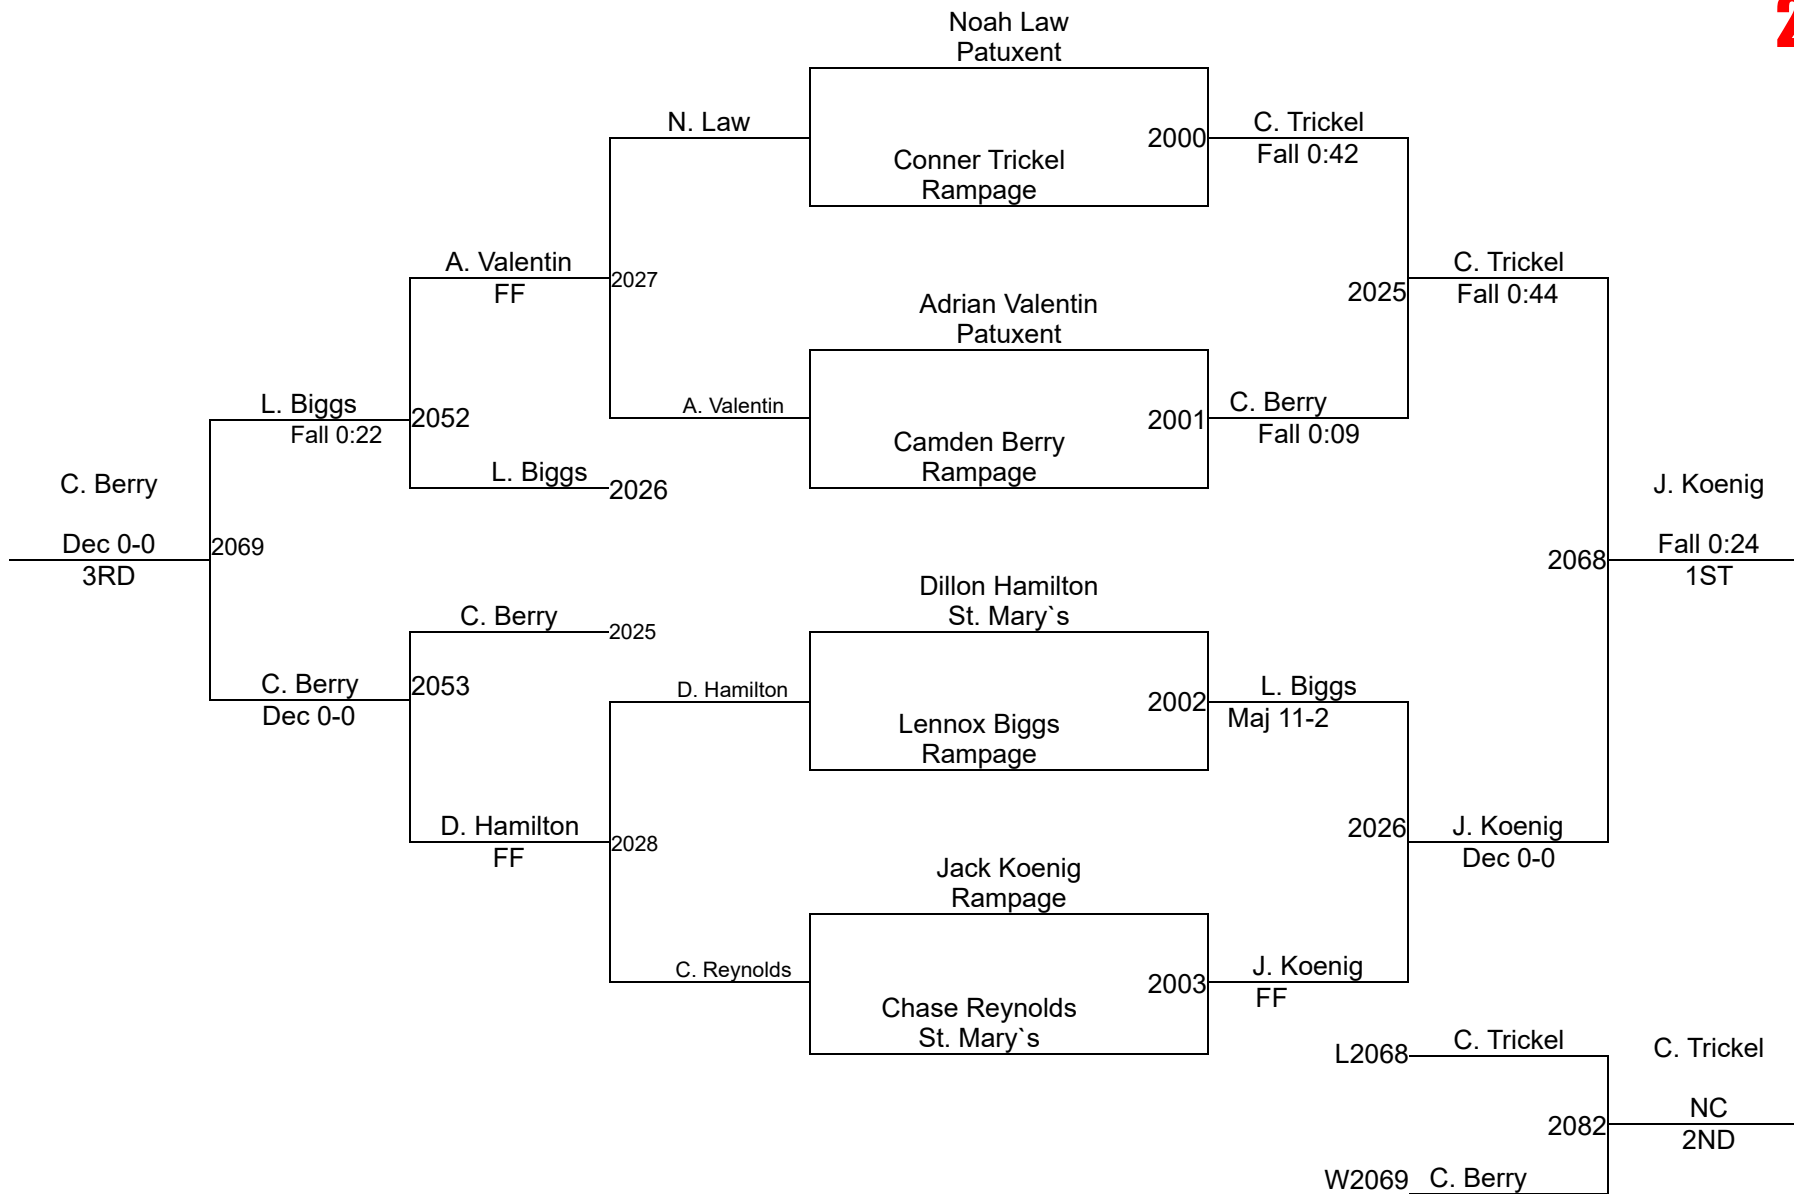 2
Noah Law
Patuxent
N. Law
2000
C. Trickel
Fall 0:42
Conner Trickel
Rampage
A. Valentin
FF
2027
C. Trickel
Fall 0:44
2025
Adrian Valentin
Patuxent
L. Biggs
Fall 0:22
2052
A. Valentin
2001
C. Berry
Fall 0:09
Camden Berry
Rampage
L. Biggs
2026
C. Berry
Dec 0-0
3RD
2069
J. Koenig
Fall 0:24
1ST
2068
Dillon Hamilton
St. Mary`s
C. Berry
2025
C. Berry
Dec 0-0
2053
D. Hamilton
2002
L. Biggs
Maj 11-2
Lennox Biggs
Rampage
D. Hamilton
FF
2028
2026
J. Koenig
Dec 0-0
Jack Koenig
Rampage
C. Reynolds
2003
J. Koenig
FF
Chase Reynolds
St. Mary`s
L2068
C. Trickel
C. Trickel
NC
2ND
2082
W2069
C. Berry